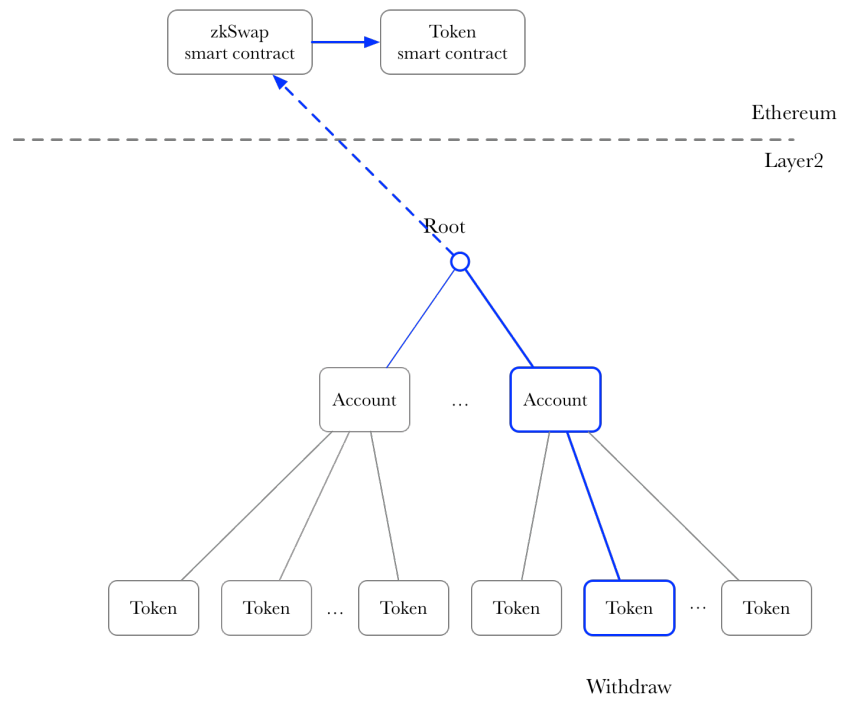 zkSwap
smart contract
Token
smart contract
Ethereum
Layer2
Root
Account
...
Account
Token
Token
...
Token
Token
Token
...
Token
Withdraw